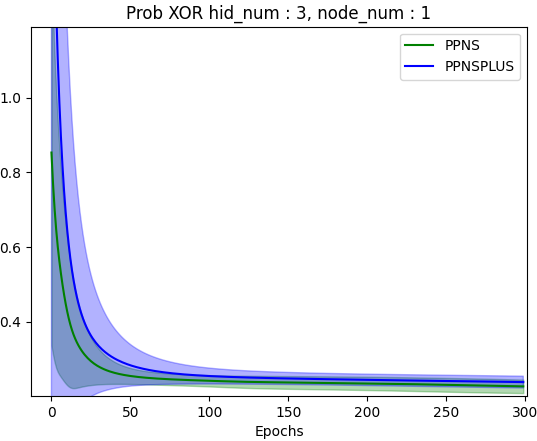 Prob XOR hid_num : 3, node_num : 1
PPNS
PPNSPLUS
1.0
0.8
0.6
0.4
0 50 100 150 200 250 300
Epochs